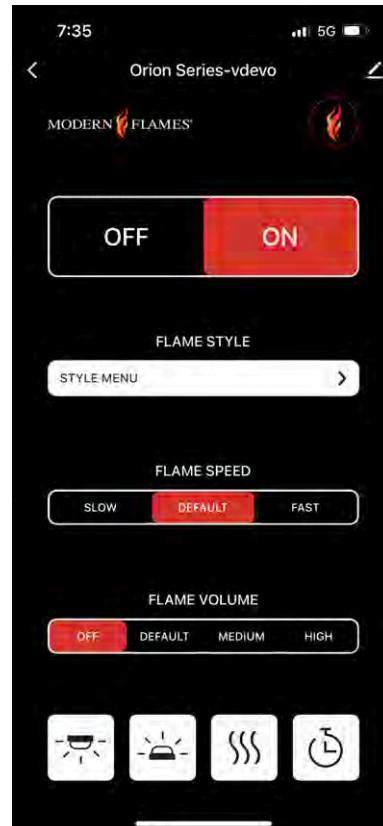 7:35 5G
Orion Series-vdevo
MODERN FLAMES®
OFF ON
FLAME STYLE
STYLE MENU
FLAME SPEED
SLOW DEFAULT FAST
FLAME VOLUME
OFF DEFAULT MEDIUM HIGH